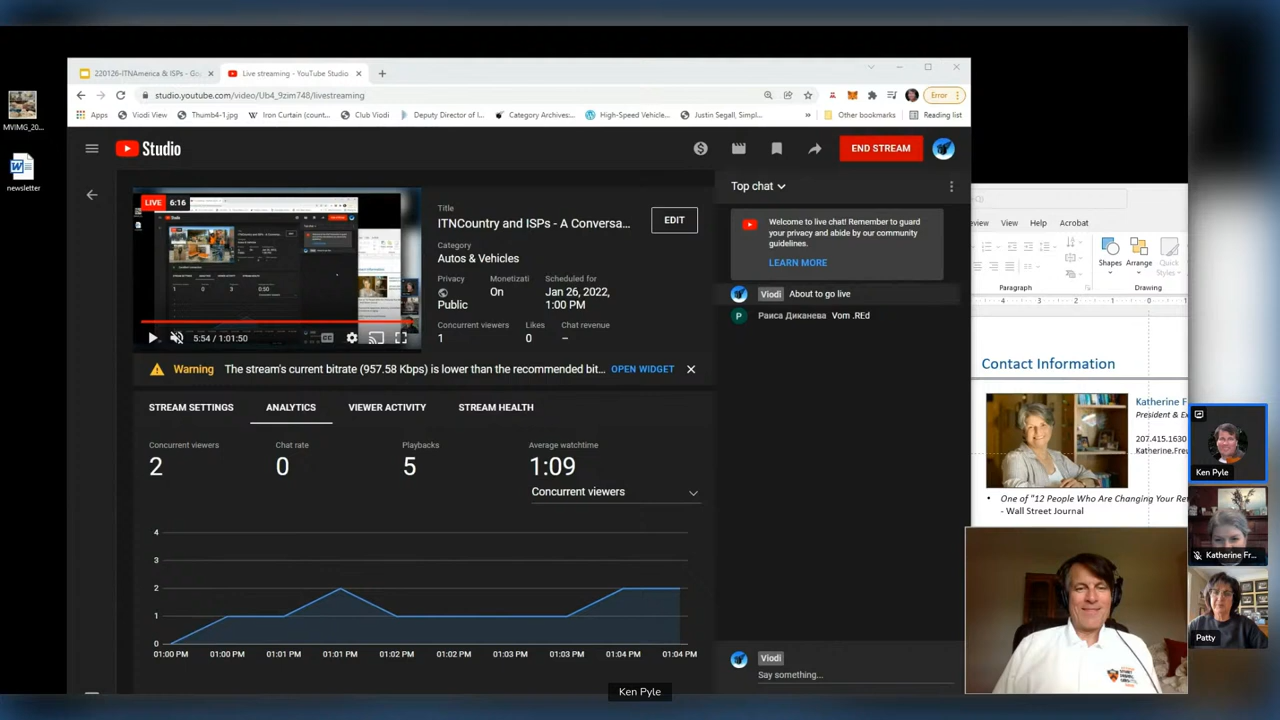 220126-ITNAmerica & ISPs - Go
Live streaming - YouTube Studio
studio.youtube.com/video/Ub4_9zim748/livestreaming
Error
Apps
Viodi View
Thumb4-1.jpg
Iron Curtain (count...
Club Viodi
Deputy Director of I...
Category Archives:...
High-Speed Vehicle...
Justin Segall, Simpl...
»
Other bookmarks
Reading list
MVIMG_20...
newsletter
Studio
END STREAM
LIVE 6:16
5:54 / 1:01:50
Title
ITNCountry and ISPs - A Conversa...
EDIT
Category
Autos & Vehicles
Privacy
Public
Monetizati
On
Scheduled for
Jan 26, 2022,
1:00 PM
Concurrent viewers
1
Likes
0
Chat revenue
–
Warning The stream's current bitrate (957.58 Kbps) is lower than the recommended bit... OPEN WIDGET
STREAM SETTINGS
ANALYTICS
VIEWER ACTIVITY
STREAM HEALTH
Concurrent viewers
2
Chat rate
0
Playbacks
5
Average watchtime
1:09
Concurrent viewers
4
3
2
1
0
01:00 PM 01:00 PM 01:01 PM 01:01 PM 01:02 PM 01:02 PM 01:03 PM 01:03 PM 01:04 PM 01:04 PM
Top chat
Welcome to live chat! Remember to guard
your privacy and abide by our community
guidelines.
LEARN MORE
Viodi About to go live
P Раиса Диканева Vom .REd
Viodi
Say something...
View Help Acrobat
Shapes
Arrange
Quick
Styles
Paragraph
Drawing
Contact Information
Katherine F
President & Ex
207.415.1630
Katherine.Freu
• One of "12 People Who Are Changing Your Ret
- Wall Street Journal
Ken Pyle
Katherine Fr...
Patty
Ken Pyle